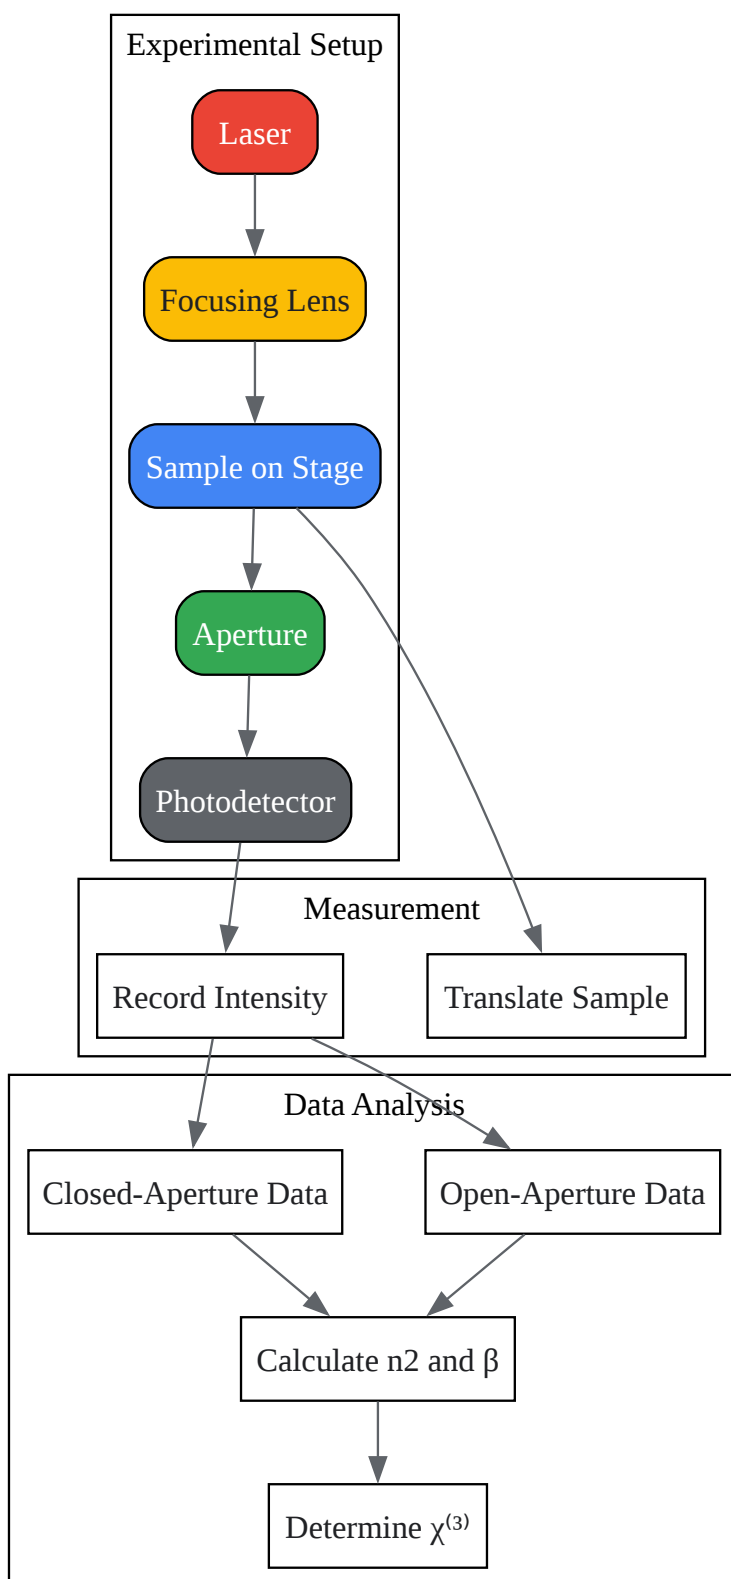 Experimental Setup
Laser
Focusing Lens
Sample on Stage
Aperture
Photodetector
Measurement
Record Intensity
Translate Sample
Data Analysis
Closed-Aperture Data
Open-Aperture Data
Calculate n2 and β
Determine χ⁽³⁾